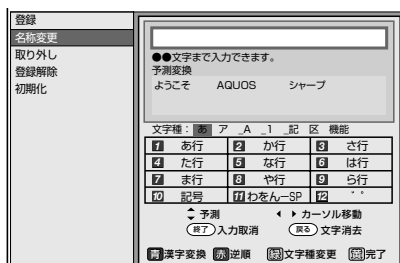 登録
名称変更
取り外し
登録解除
初期化
●●文字まで入力できます。
予測変換
ようこそ AQUOS シャープ
文字種：あ ア _A _1 _記 区 機能
1 あ行 2 か行 3 さ行
4 た行 5 な行 6 は行
7 ま行 8 や行 9 ら行
10 記号 11 わをん─SP 12 ゛゜
予測 カーソル移動
終了 入力取消 戻る 文字消去
青 漢字変換 赤 逆順 緑 文字種変更 黄 完了